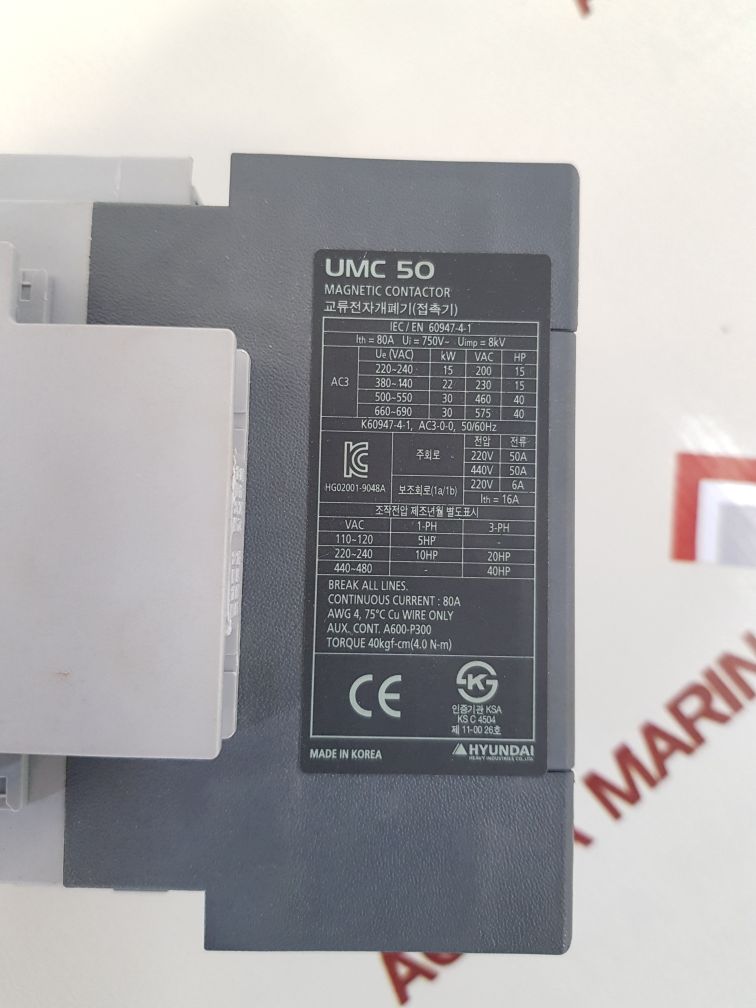 UMC 50
MAGNETIC CONTACTOR
교류전자개폐기(접촉기)
IEC / EN 60947-4-1
Ith = 80A Ui = 750V~ Uimp = 8kV
AC3 Ue (VAC) kW VAC HP
220~240 15 200 15
380~440 22 230 15
500~550 30 460 40
660~690 30 575 40
K60947-4-1, AC3-0-0, 50/60Hz
전압 전류
주회로 220V 50A
440V 50A
HG02001-9048A 보조회로(1a/1b) 220V 6A
Ith = 16A
조작전압 제조년월 별도표시
VAC 1-PH 3-PH
110~120 5HP -
220~240 10HP 20HP
440~480 - 40HP
BREAK ALL LINES.
CONTINUOUS CURRENT : 80A
AWG 4, 75°C Cu WIRE ONLY
AUX. CONT. A600-P300
TORQUE 40kgf-cm(4.0 N-m)
CE
인증기관 KSA
KS C 4504
제 11-00 26호
MADE IN KOREA
HYUNDAI
HEAVY INDUSTRIES CO., LTD.
MARIN